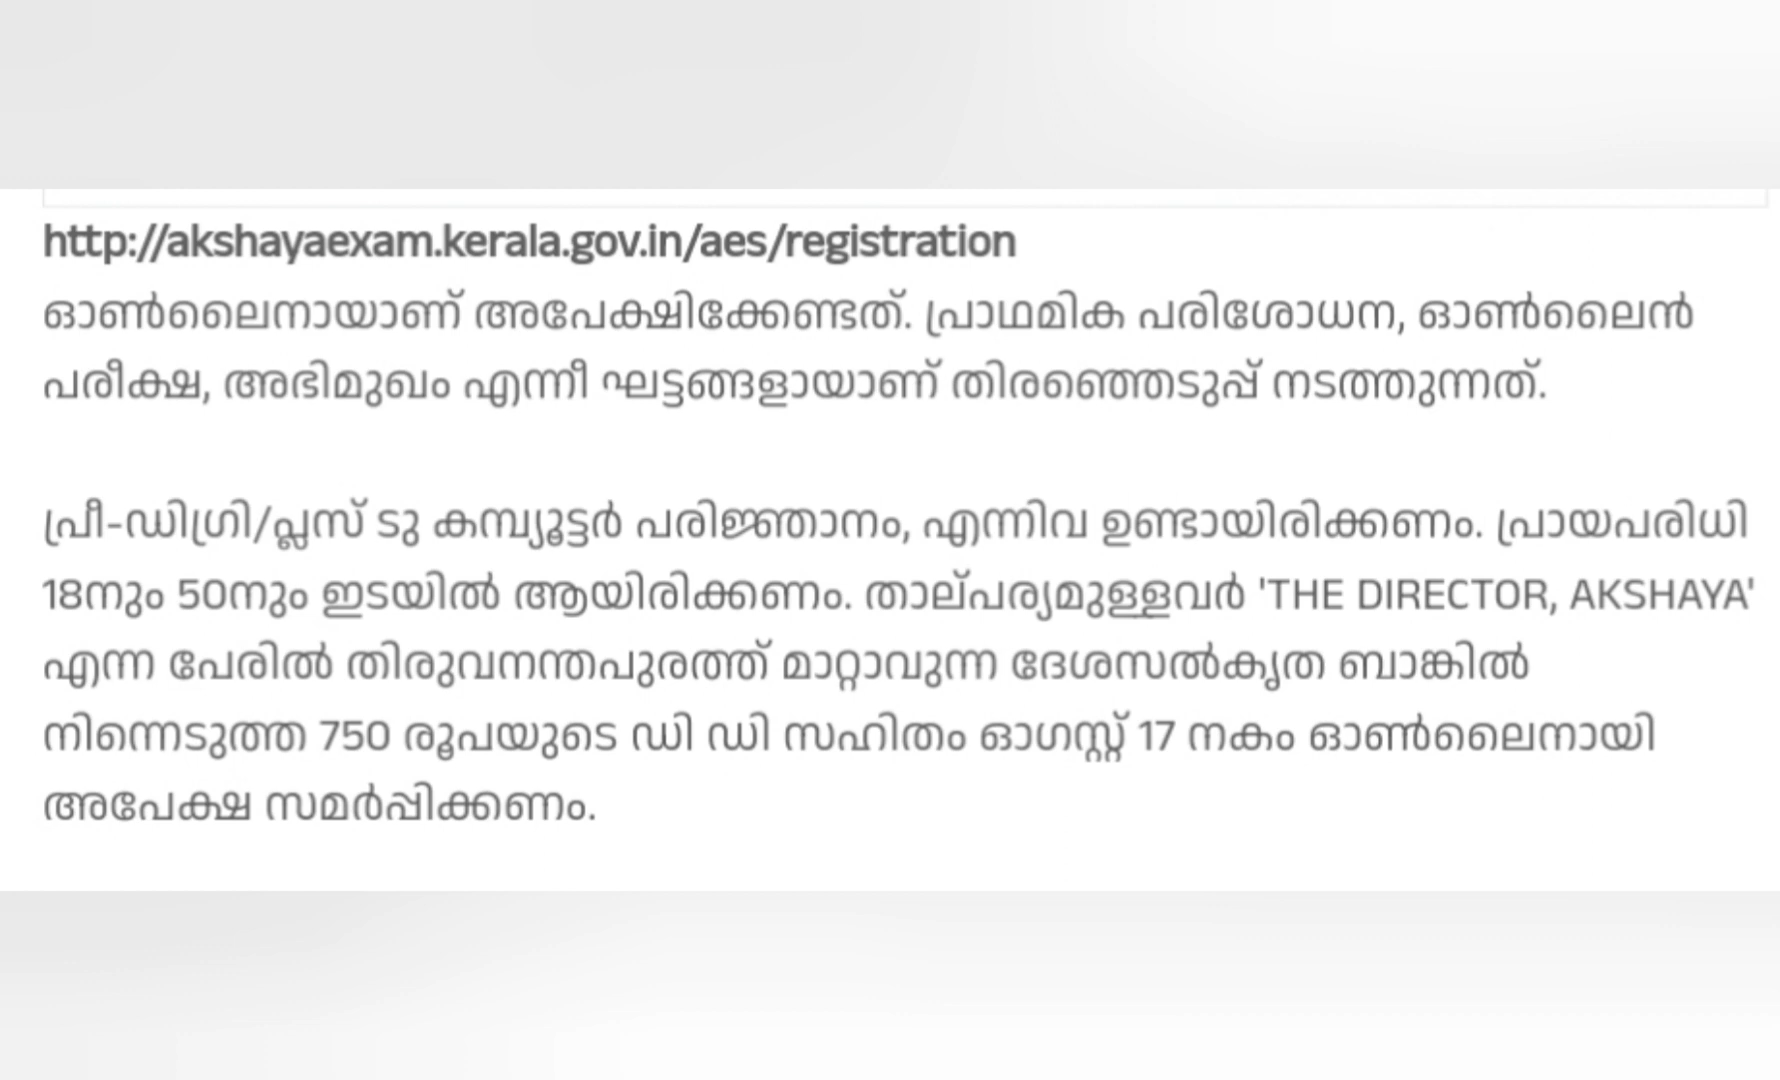 http://akshayaexam.kerala.gov.in/aes/registration
ഓൺലൈനായാണ് അപേക്ഷിക്കേണ്ടത്. പ്രാഥമിക പരിശോധന, ഓൺലൈൻ
പരീക്ഷ, അഭിമുഖം എന്നീ ഘട്ടങ്ങളായാണ് തിരഞ്ഞെടുപ്പ് നടത്തുന്നത്.
പ്രീ-ഡിഗ്രി/പ്ലസ് ടു കമ്പ്യൂട്ടർ പരിജ്ഞാനം, എന്നിവ ഉണ്ടായിരിക്കണം. പ്രായപരിധി
18നും 50നും ഇടയിൽ ആയിരിക്കണം. താല്പര്യമുള്ളവർ 'THE DIRECTOR, AKSHAYA'
എന്ന പേരിൽ തിരുവനന്തപുരത്ത് മാറ്റാവുന്ന ദേശസൽകൃത ബാങ്കിൽ
നിന്നെടുത്ത 750 രൂപയുടെ ഡി ഡി സഹിതം ഓഗസ്റ്റ് 17 നകം ഓൺലൈനായി
അപേക്ഷ സമർപ്പിക്കണം.